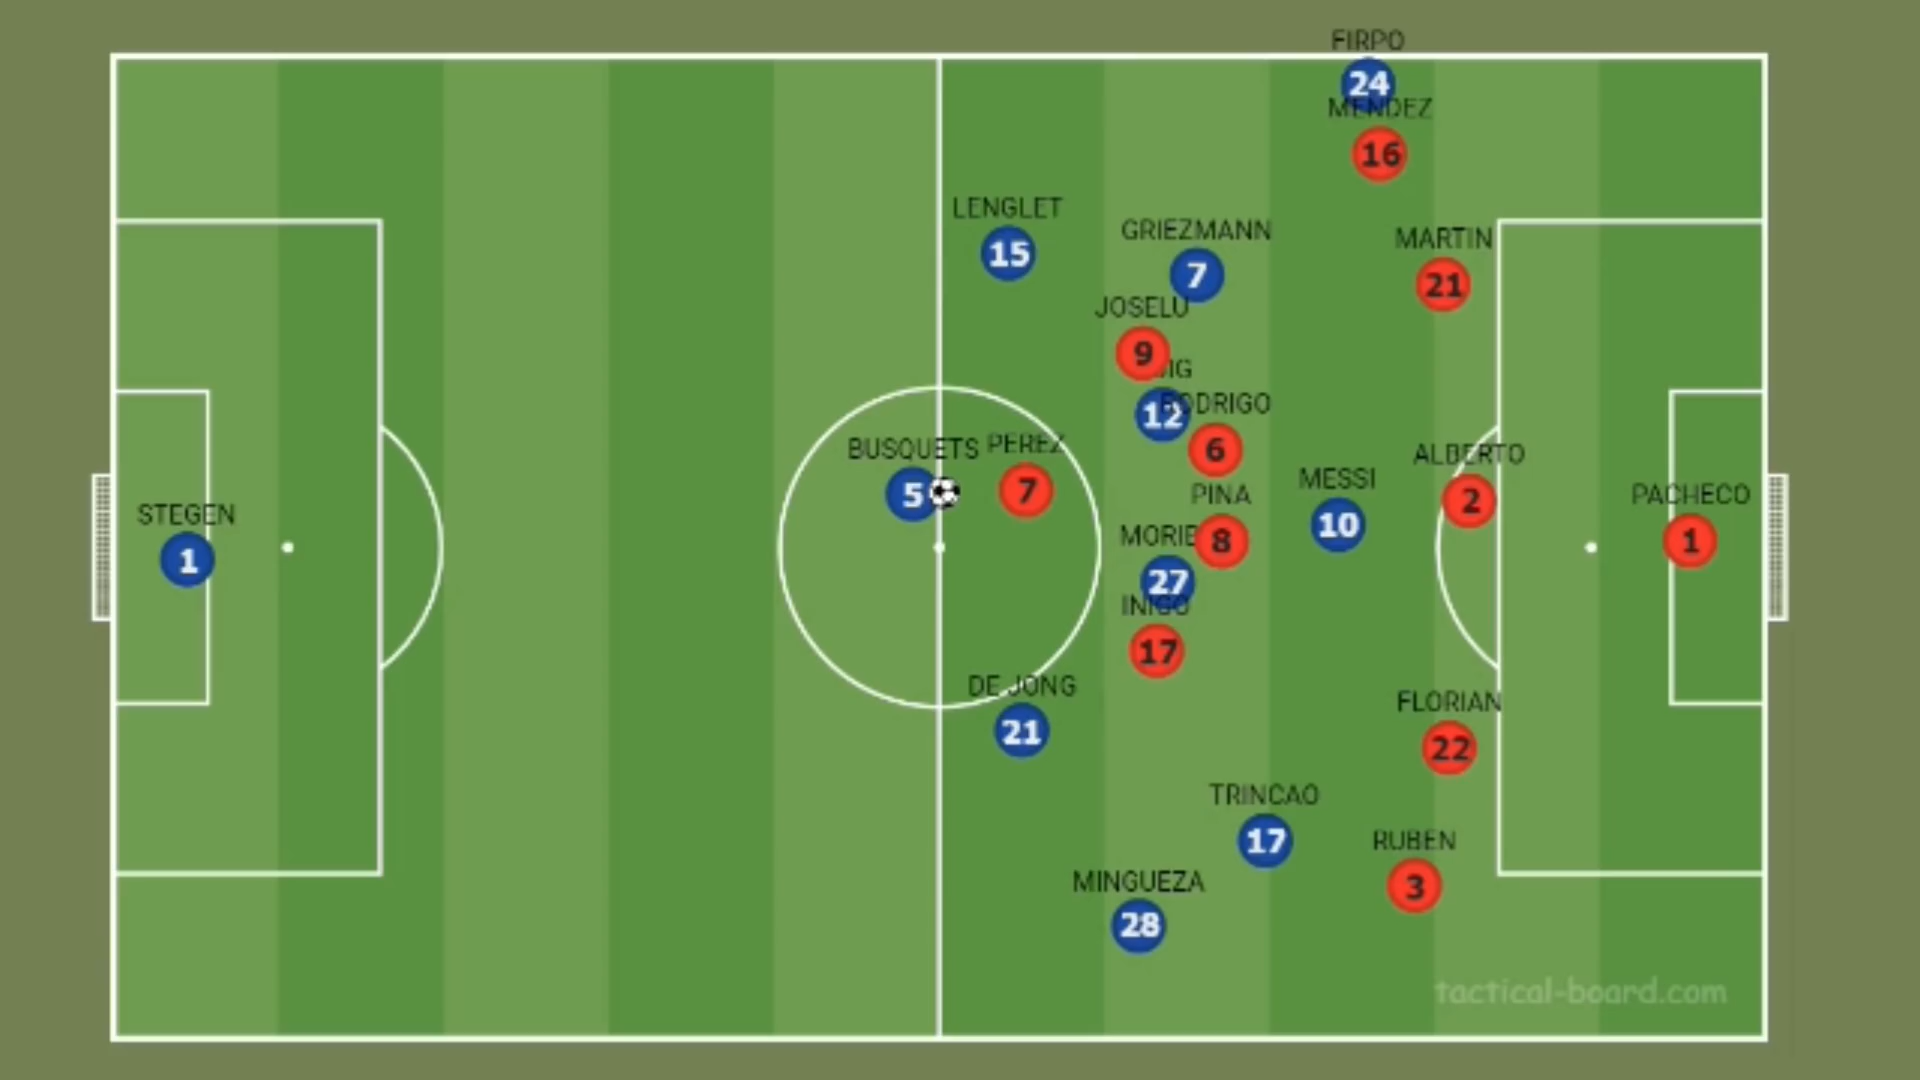 FIRPO
24
MENDEZ
16
LENGLET
15
GRIEZMANN
7
MARTIN
21
JOSELU
9
12
RODRIGO
6
BUSQUETS
5
PEREZ
7
ALBERTO
2
MESSI
10
PINA
8
PACHECO
1
STEGEN
1
27
INIGO
17
DE JONG
21
FLORIAN
22
TRINCAO
17
RUBEN
3
MINGUEZA
28
tactical-board.com